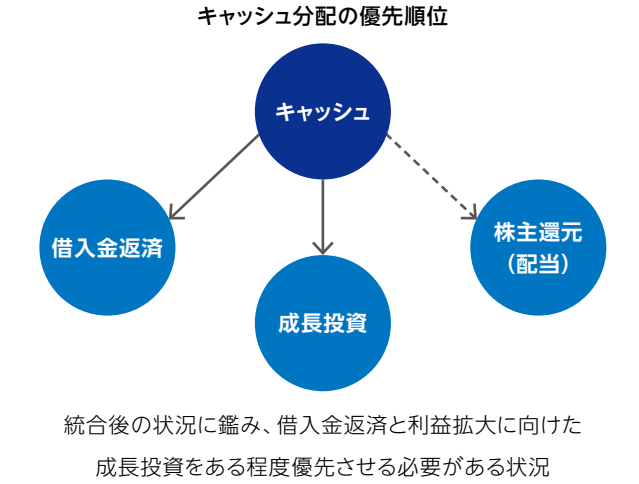 キャッシュ分配の優先順位
キャッシュ
借入金返済
成長投資
株主還元
（配当）
統合後の状況に鑑み、借入金返済と利益拡大に向けた
成長投資をある程度優先させる必要がある状況